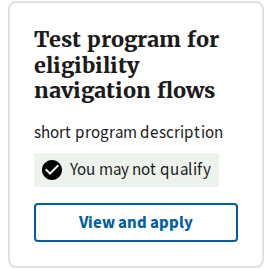 Test program for
eligibility
navigation flows
short program description
You may not qualify
View and apply